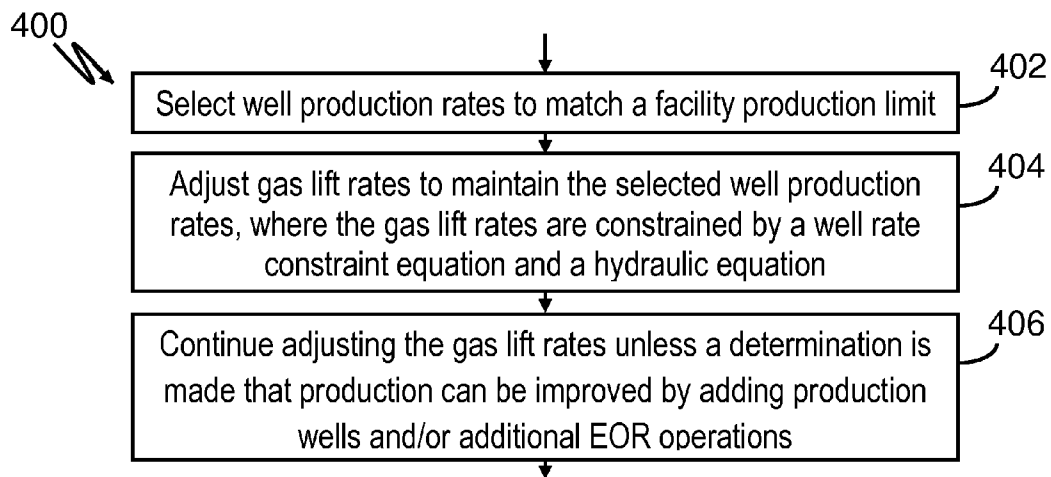 400
402
Select well production rates to match a facility production limit
404
Adjust gas lift rates to maintain the selected well production
rates, where the gas lift rates are constrained by a well rate
constraint equation and a hydraulic equation
406
Continue adjusting the gas lift rates unless a determination is
made that production can be improved by adding production
wells and/or additional EOR operations